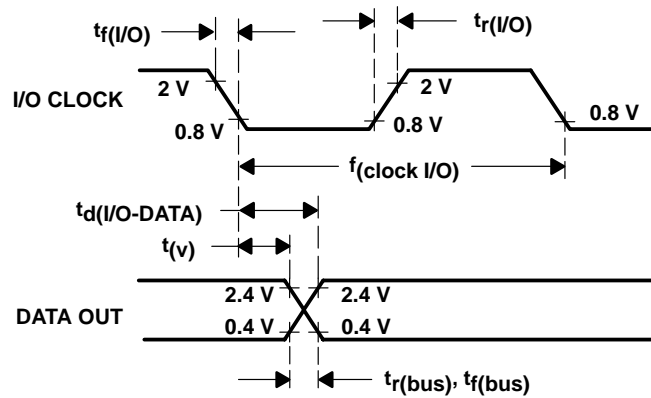 tf(I/O)
tr(I/O)
I/O CLOCK
2 V
2 V
0.8 V
0.8 V
0.8 V
f(clock I/O)
td(I/O-DATA)
t(v)
DATA OUT
2.4 V
2.4 V
0.4 V
0.4 V
tr(bus), tf(bus)